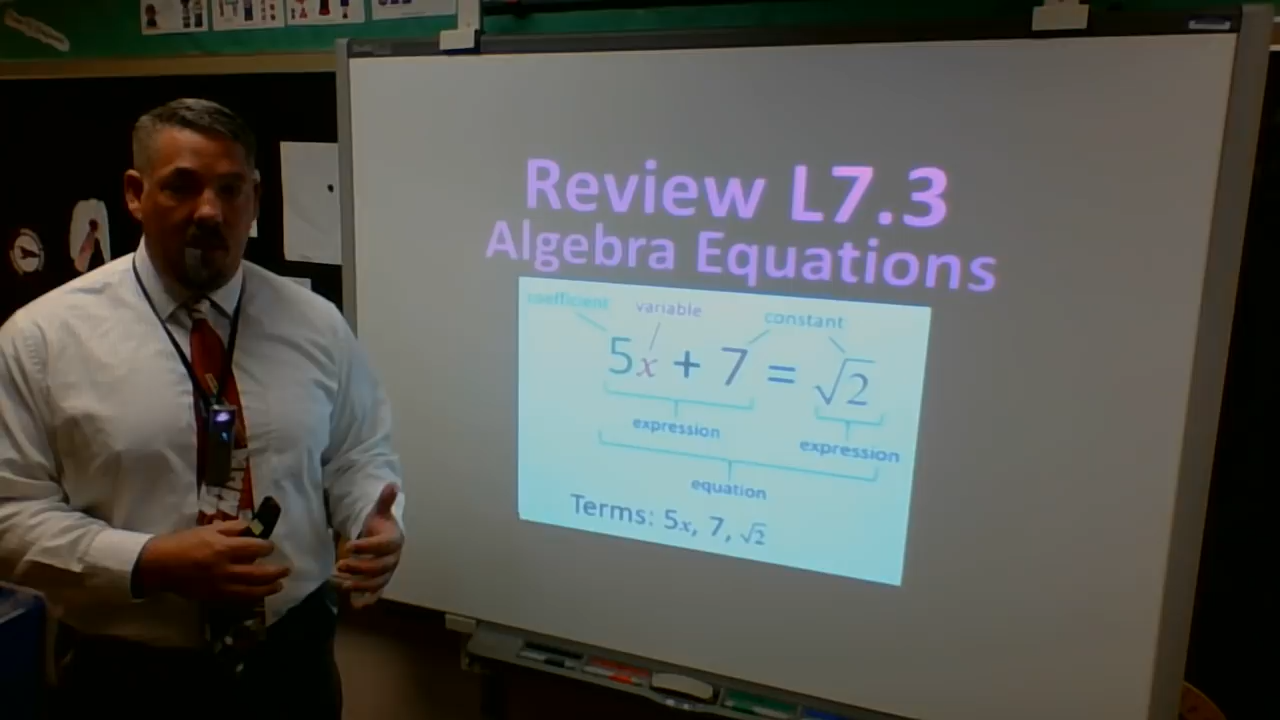 Review L7.3
Algebra Equations
coefficient variable constant
5x + 7 = √2
expression expression
equation
Terms: 5x, 7, √2